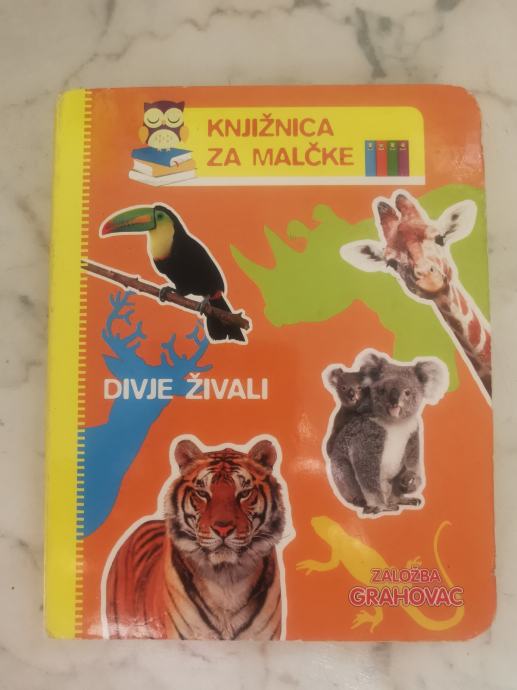 KNJIŽNICA
ZA MALČKE
DIVJE ŽIVALI
ZALOŽBA
GRAHOVAC